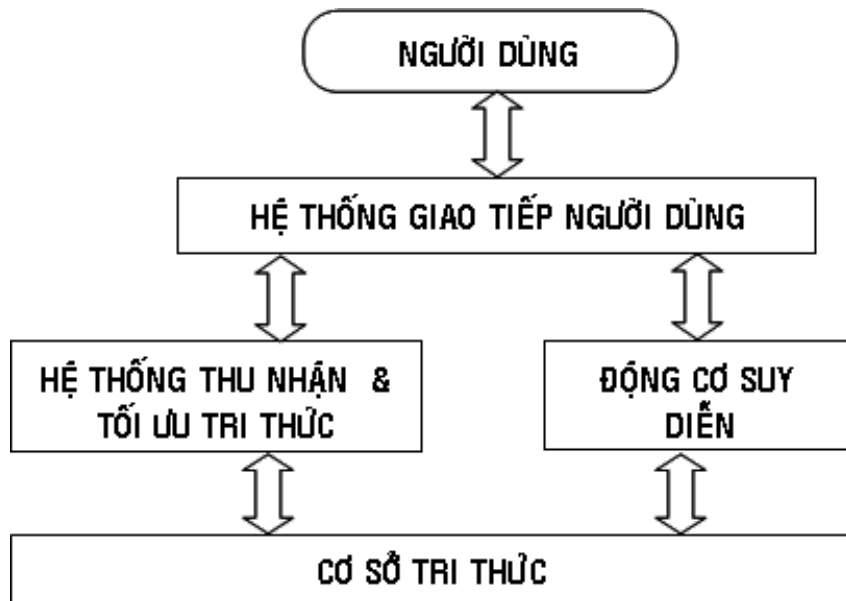 NGƯỜI DÙNG
HỆ THỐNG GIAO TIẾP NGƯỜI DÙNG
HỆ THỐNG THU NHẬN &
TỐI ƯU TRI THỨC
ĐỘNG CƠ SUY
DIỄN
CƠ SỞ TRI THỨC